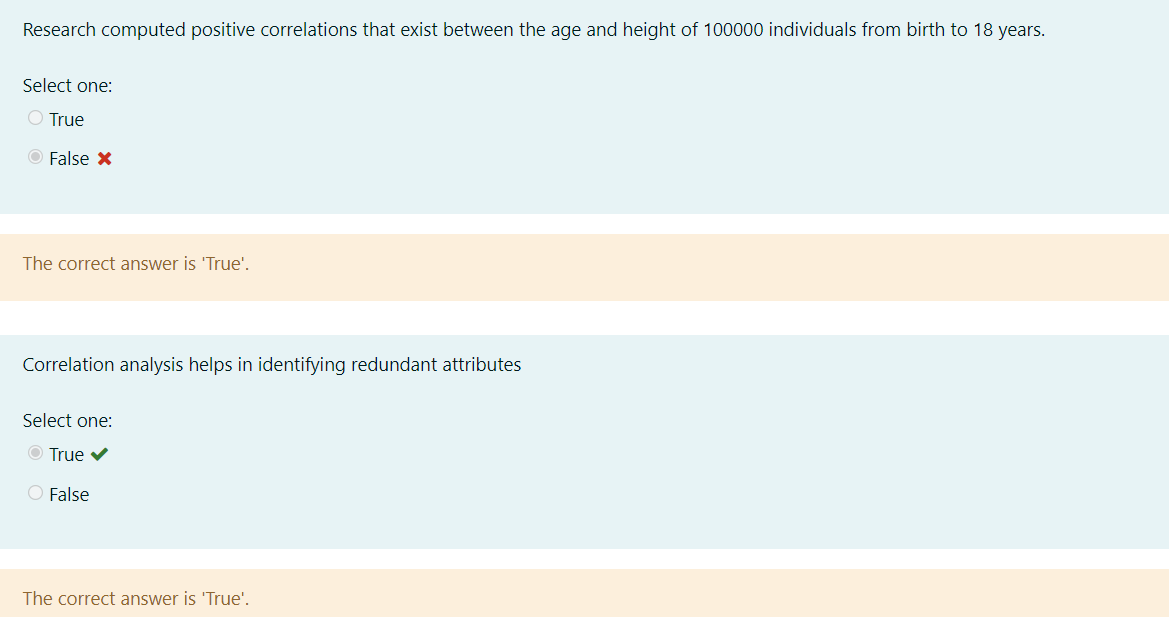 Research computed positive correlations that exist between the age and height of 100000 individuals from birth to 18 years.
Select one:
True
False
The correct answer is 'True'.
Correlation analysis helps in identifying redundant attributes
Select one:
True
False
The correct answer is 'True'.